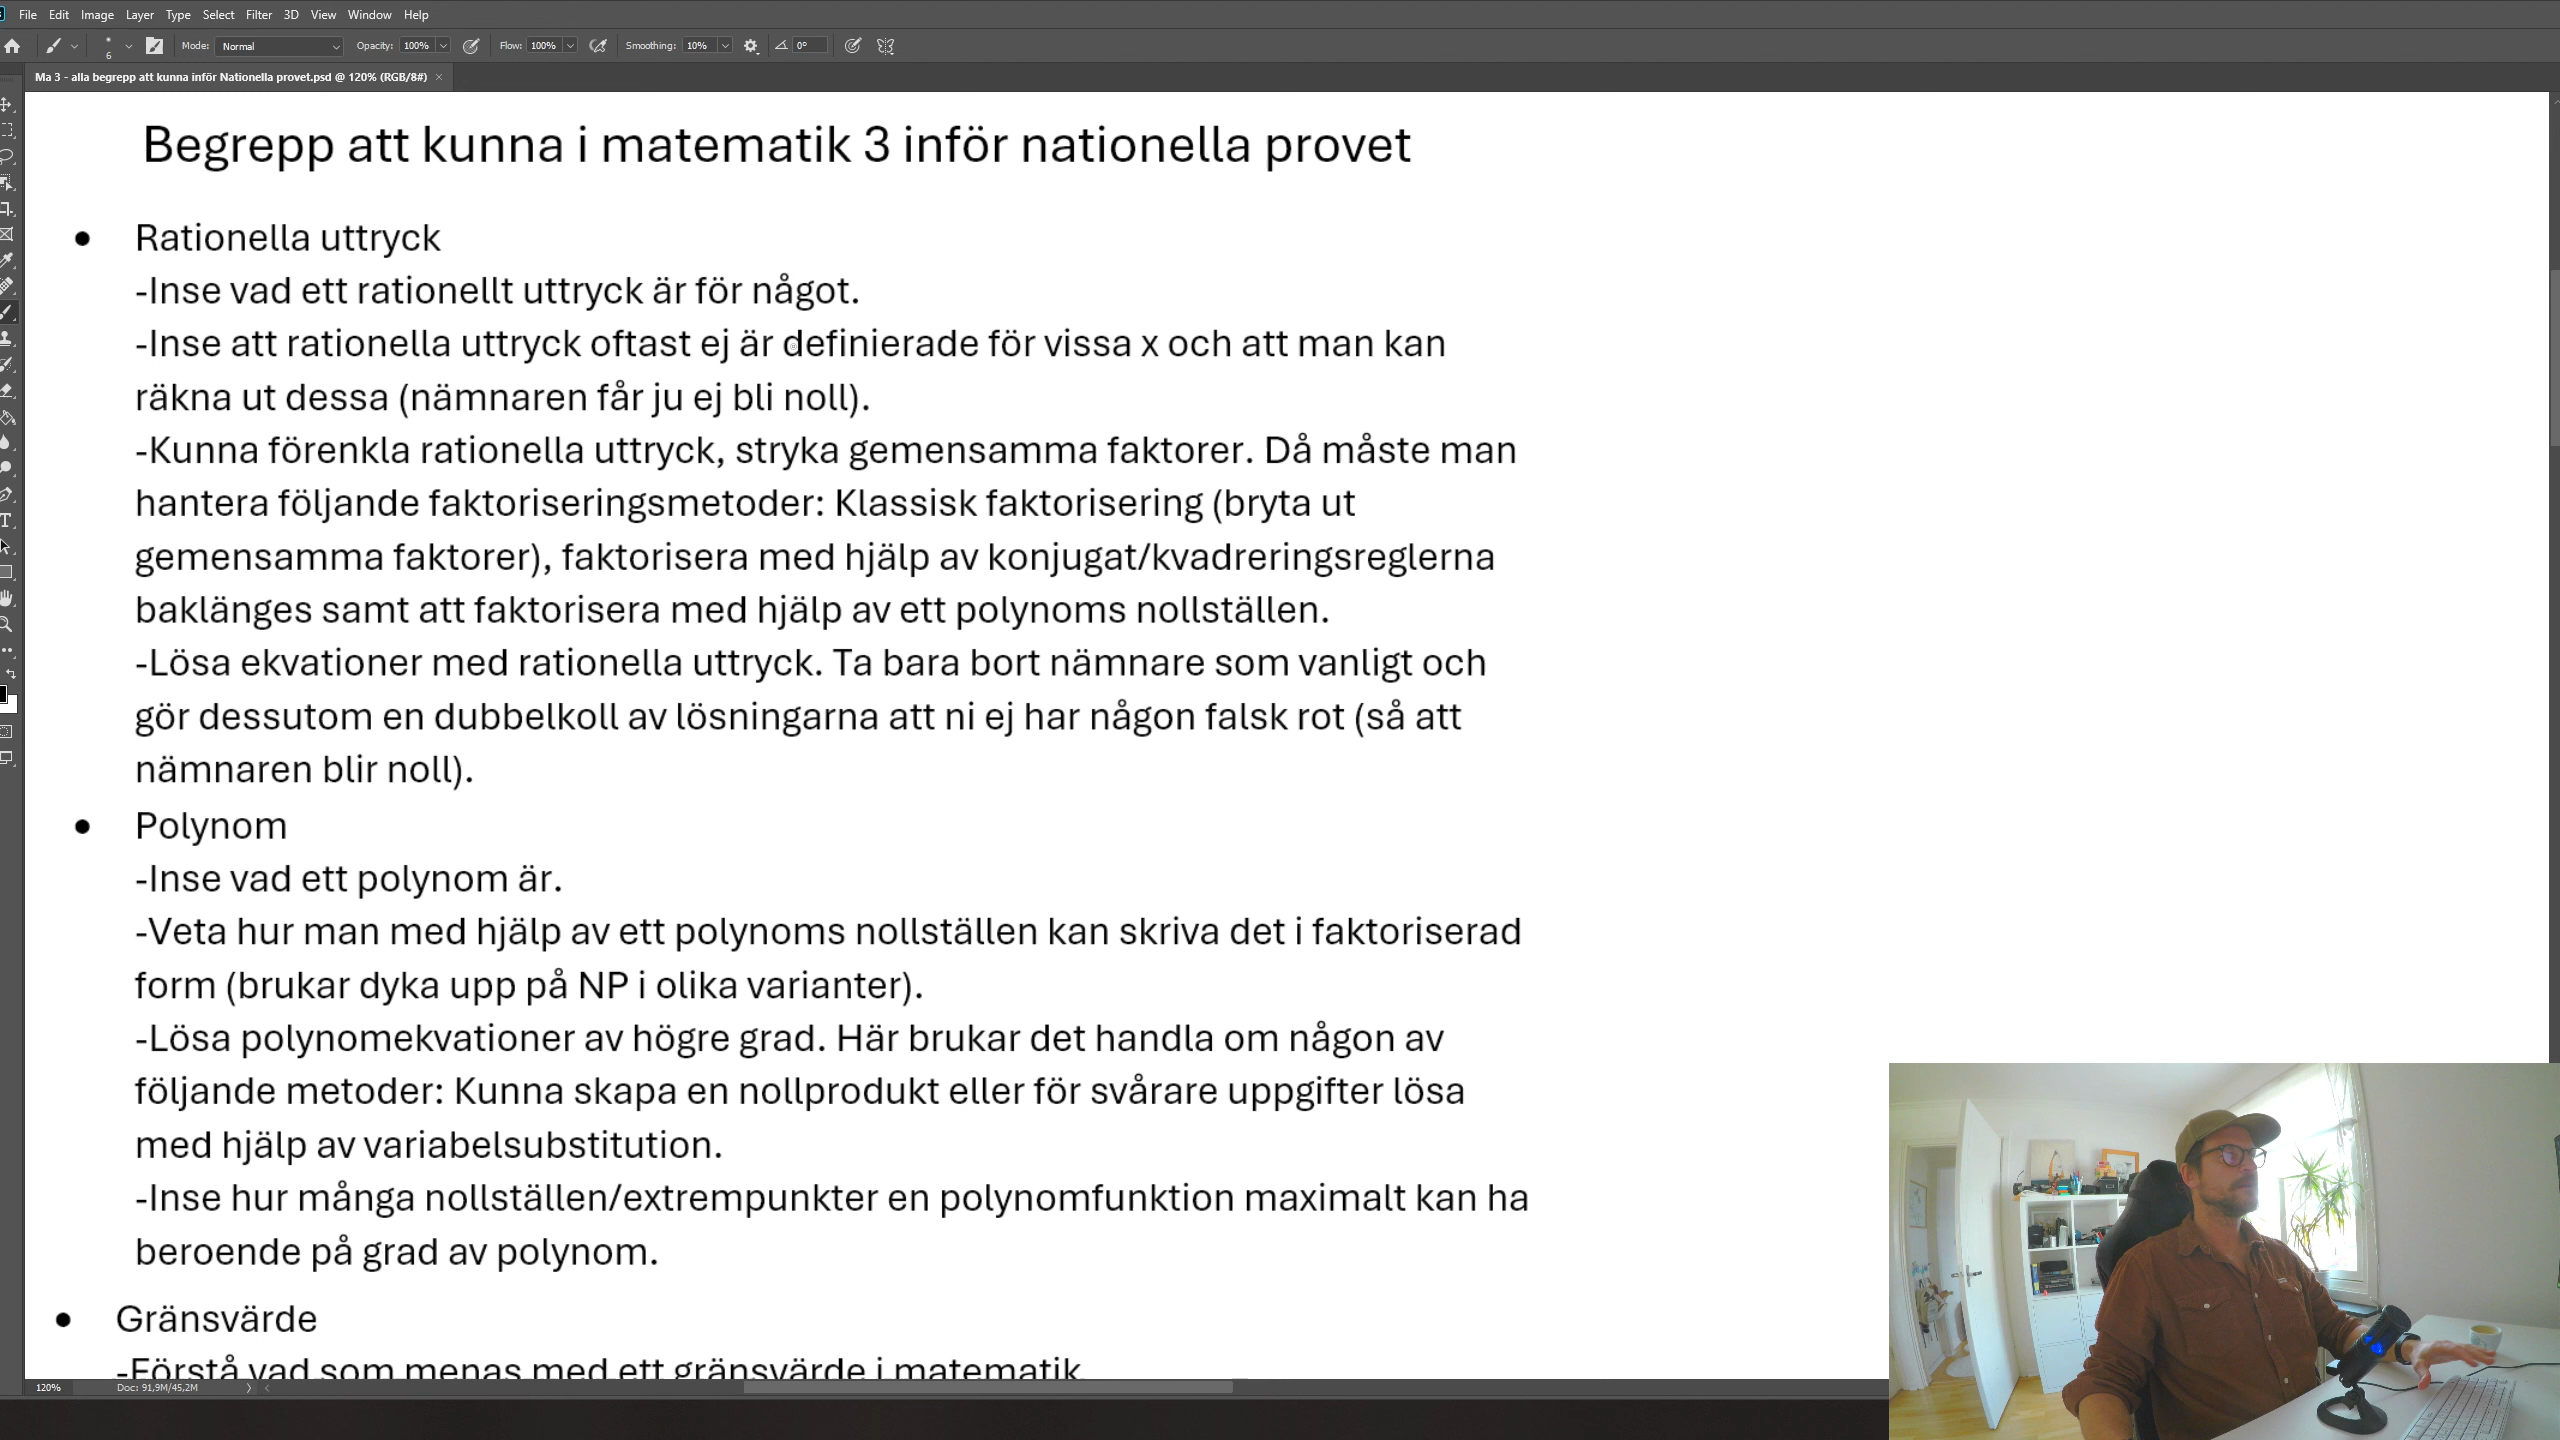 File Edit Image Layer Type Select Filter 3D View Window Help
6 Mode: Normal Opacity: 100% Flow: 100% Smoothing: 10% 0°
Ma 3 - alla begrepp att kunna inför Nationella provet.psd @ 120% (RGB/8#) ×
Begrepp att kunna i matematik 3 inför nationella provet
• Rationella uttryck
-Inse vad ett rationellt uttryck är för något.
-Inse att rationella uttryck oftast ej är definierade för vissa x och att man kan
räkna ut dessa (nämnaren får ju ej bli noll).
-Kunna förenkla rationella uttryck, stryka gemensamma faktorer. Då måste man
hantera följande faktoriseringsmetoder: Klassisk faktorisering (bryta ut
gemensamma faktorer), faktorisera med hjälp av konjugat/kvadreringsreglerna
baklänges samt att faktorisera med hjälp av ett polynoms nollställen.
-Lösa ekvationer med rationella uttryck. Ta bara bort nämnare som vanligt och
gör dessutom en dubbelkoll av lösningarna att ni ej har någon falsk rot (så att
nämnaren blir noll).
• Polynom
-Inse vad ett polynom är.
-Veta hur man med hjälp av ett polynoms nollställen kan skriva det i faktoriserad
form (brukar dyka upp på NP i olika varianter).
-Lösa polynomekvationer av högre grad. Här brukar det handla om någon av
följande metoder: Kunna skapa en nollprodukt eller för svårare uppgifter lösa
med hjälp av variabelsubstitution.
-Inse hur många nollställen/extrempunkter en polynomfunktion maximalt kan ha
beroende på grad av polynom.
• Gränsvärde
-Förstå vad som menas med ett gränsvärde i matematik.
120% Doc: 91,9M/45,2M